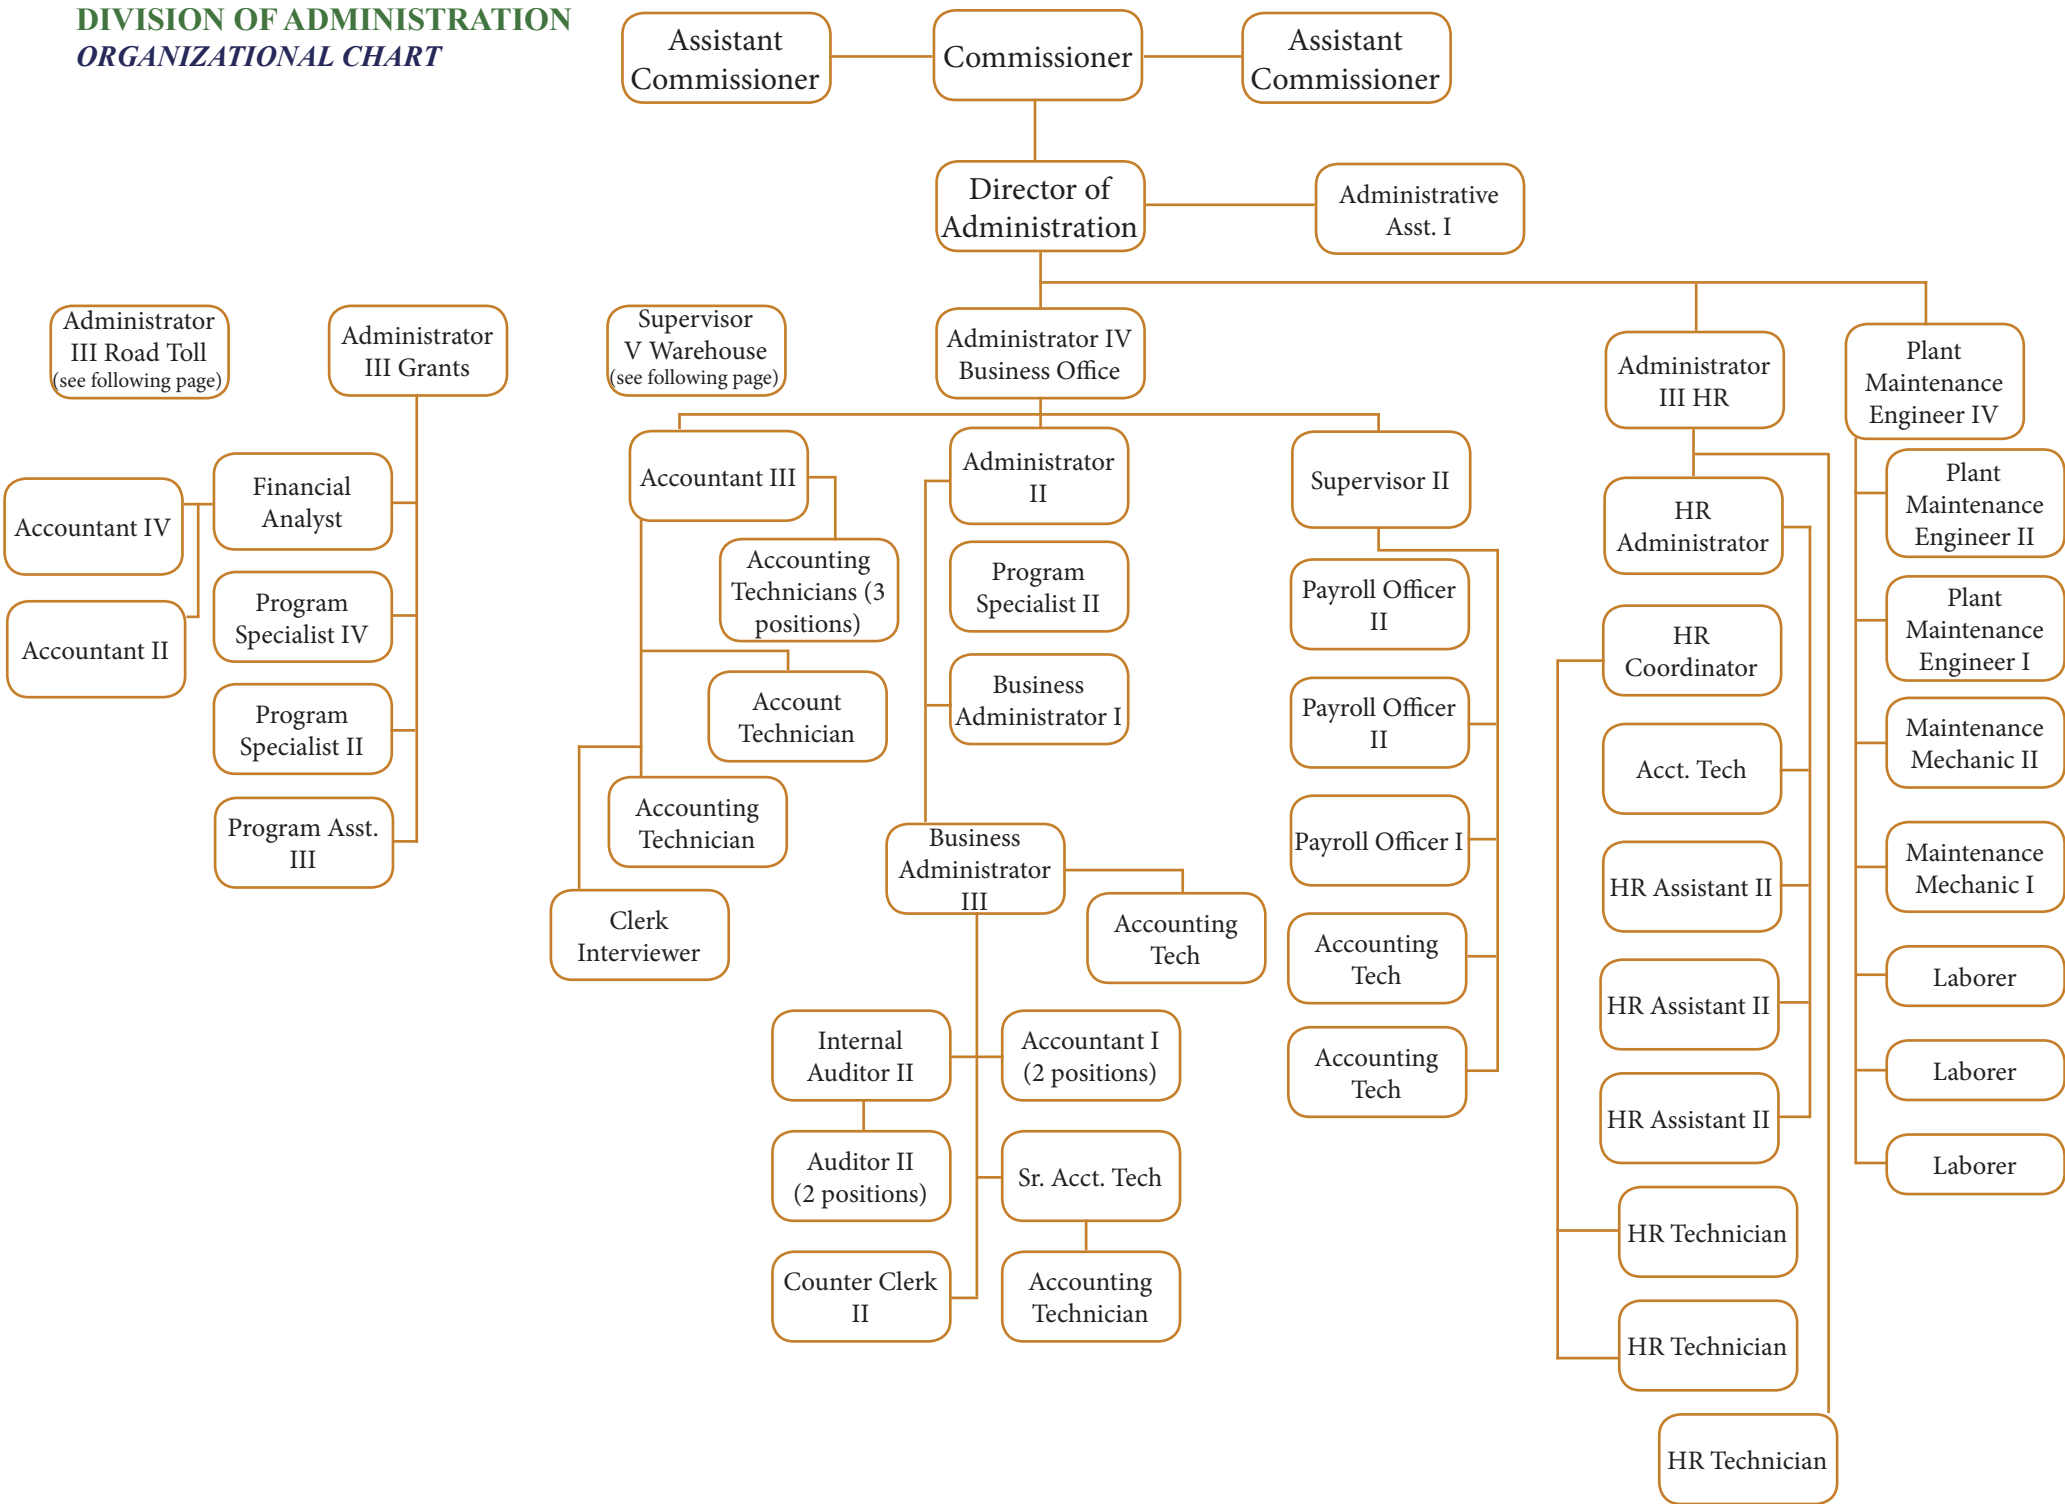 DIVISION OF ADMINISTRATION
ORGANIZATIONAL CHART
Assistant
Commissioner
Commissioner
Assistant
Commissioner
Director of
Administration
Administrative
Asst. I
Administrator
III Road Toll
(see following page)
Administrator
III Grants
Supervisor
V Warehouse
(see following page)
Administrator IV
Business Office
Administrator
III HR
Plant
Maintenance
Engineer IV
Accountant IV
Accountant II
Financial
Analyst
Program
Specialist IV
Program
Specialist II
Program Asst.
III
Accountant III
Accounting
Technicians (3
positions)
Account
Technician
Accounting
Technician
Clerk
Interviewer
Administrator
II
Program
Specialist II
Business
Administrator I
Business
Administrator
III
Accounting
Tech
Internal
Auditor II
Accountant I
(2 positions)
Auditor II
(2 positions)
Sr. Acct. Tech
Counter Clerk
II
Accounting
Technician
Supervisor II
Payroll Officer
II
Payroll Officer
II
Payroll Officer I
Accounting
Tech
Accounting
Tech
HR
Administrator
HR
Coordinator
Acct. Tech
HR Assistant II
HR Assistant II
HR Assistant II
HR Technician
HR Technician
HR Technician
Plant
Maintenance
Engineer II
Plant
Maintenance
Engineer I
Maintenance
Mechanic II
Maintenance
Mechanic I
Laborer
Laborer
Laborer